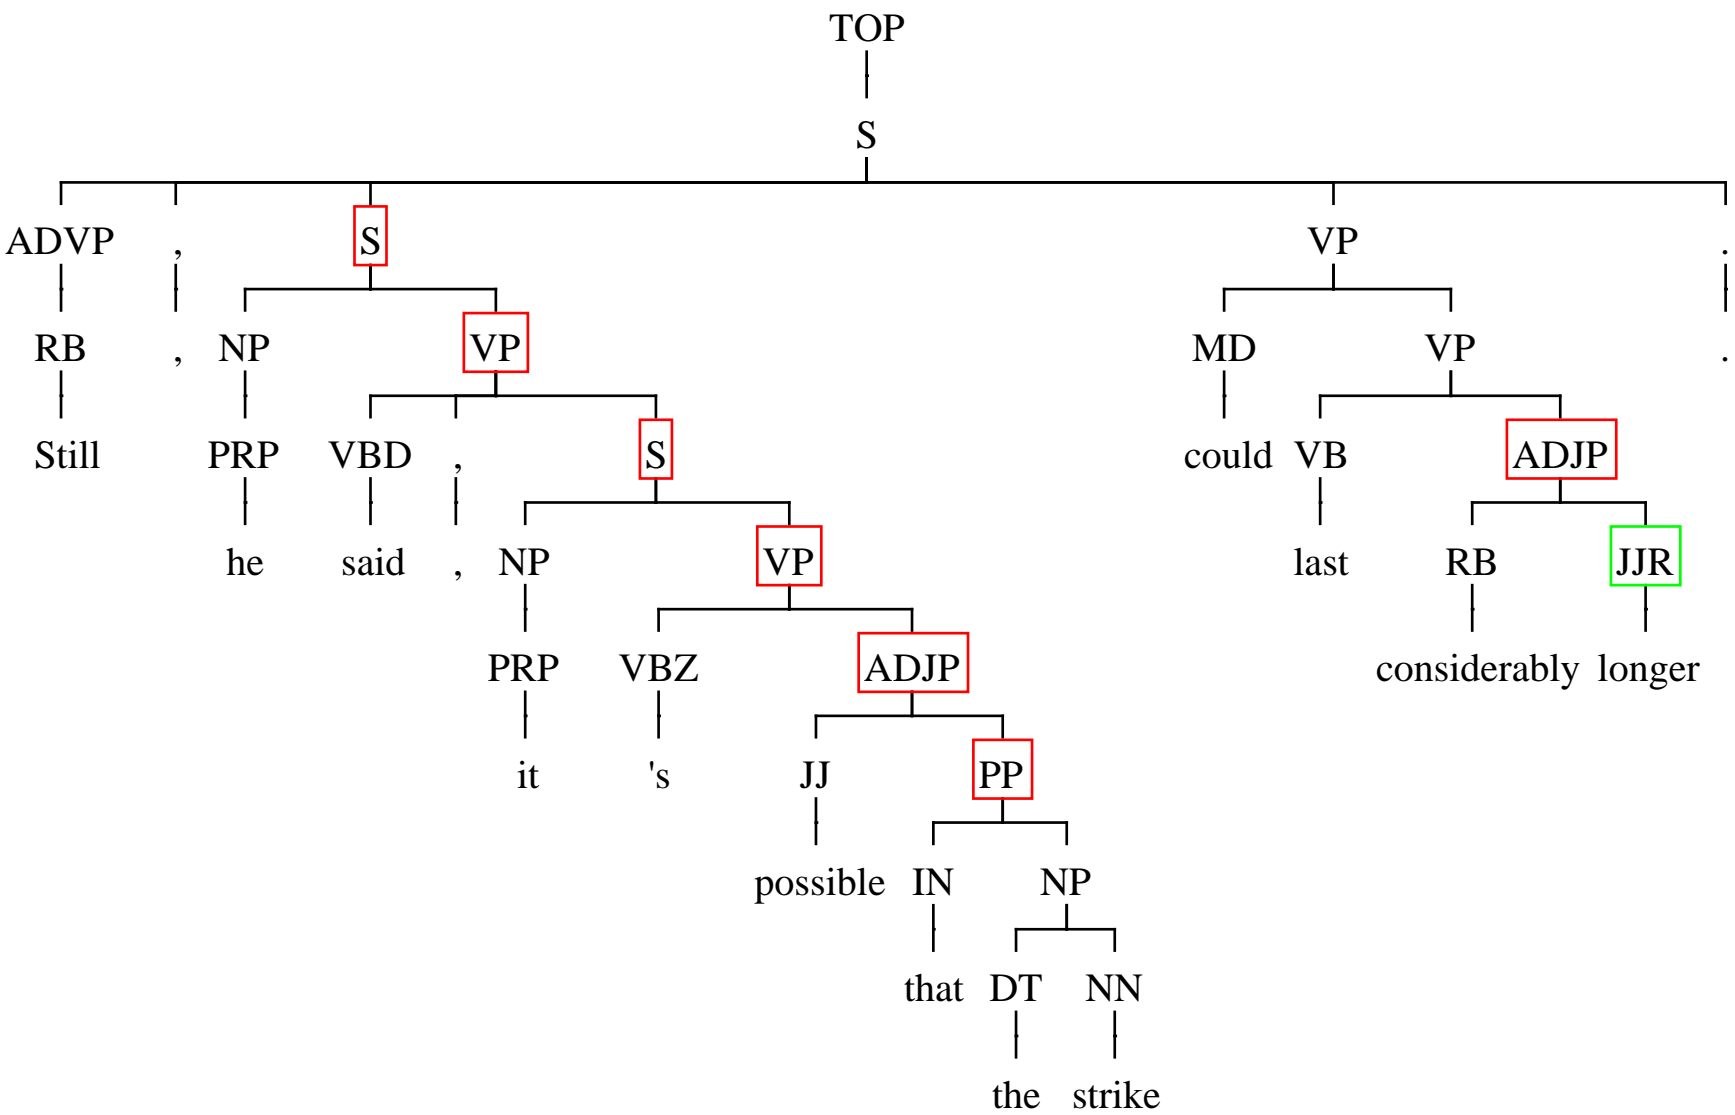 TOP
S
ADVP , S VP .
RB , NP VP MD VP .
Still PRP VBD , S could VB ADJP
he said , NP VP last RB JJR
PRP VBZ ADJP considerably longer
it 's JJ PP
possible IN NP
that DT NN
the strike